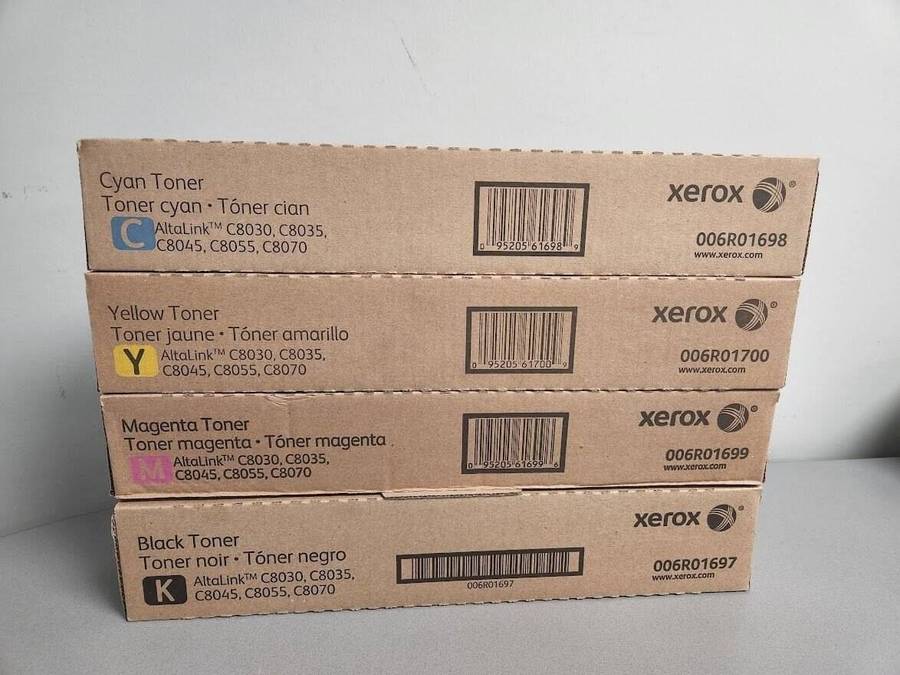 Cyan Toner
Toner cyan • Tóner cian
C
AltaLink™ C8030, C8035,
C8045, C8055, C8070
0 95205 61698 9
xerox ®
006R01698
www.xerox.com
Yellow Toner
Toner jaune • Tóner amarillo
Y
AltaLink™ C8030, C8035,
C8045, C8055, C8070
0 95205 61700 9
xerox ®
006R01700
www.xerox.com
Magenta Toner
Toner magenta • Tóner magenta
M
AltaLink™ C8030, C8035,
C8045, C8055, C8070
0 95205 61699 6
xerox ®
006R01699
www.xerox.com
Black Toner
Toner noir • Tóner negro
K
AltaLink™ C8030, C8035,
C8045, C8055, C8070
006R01697
xerox ®
006R01697
www.xerox.com